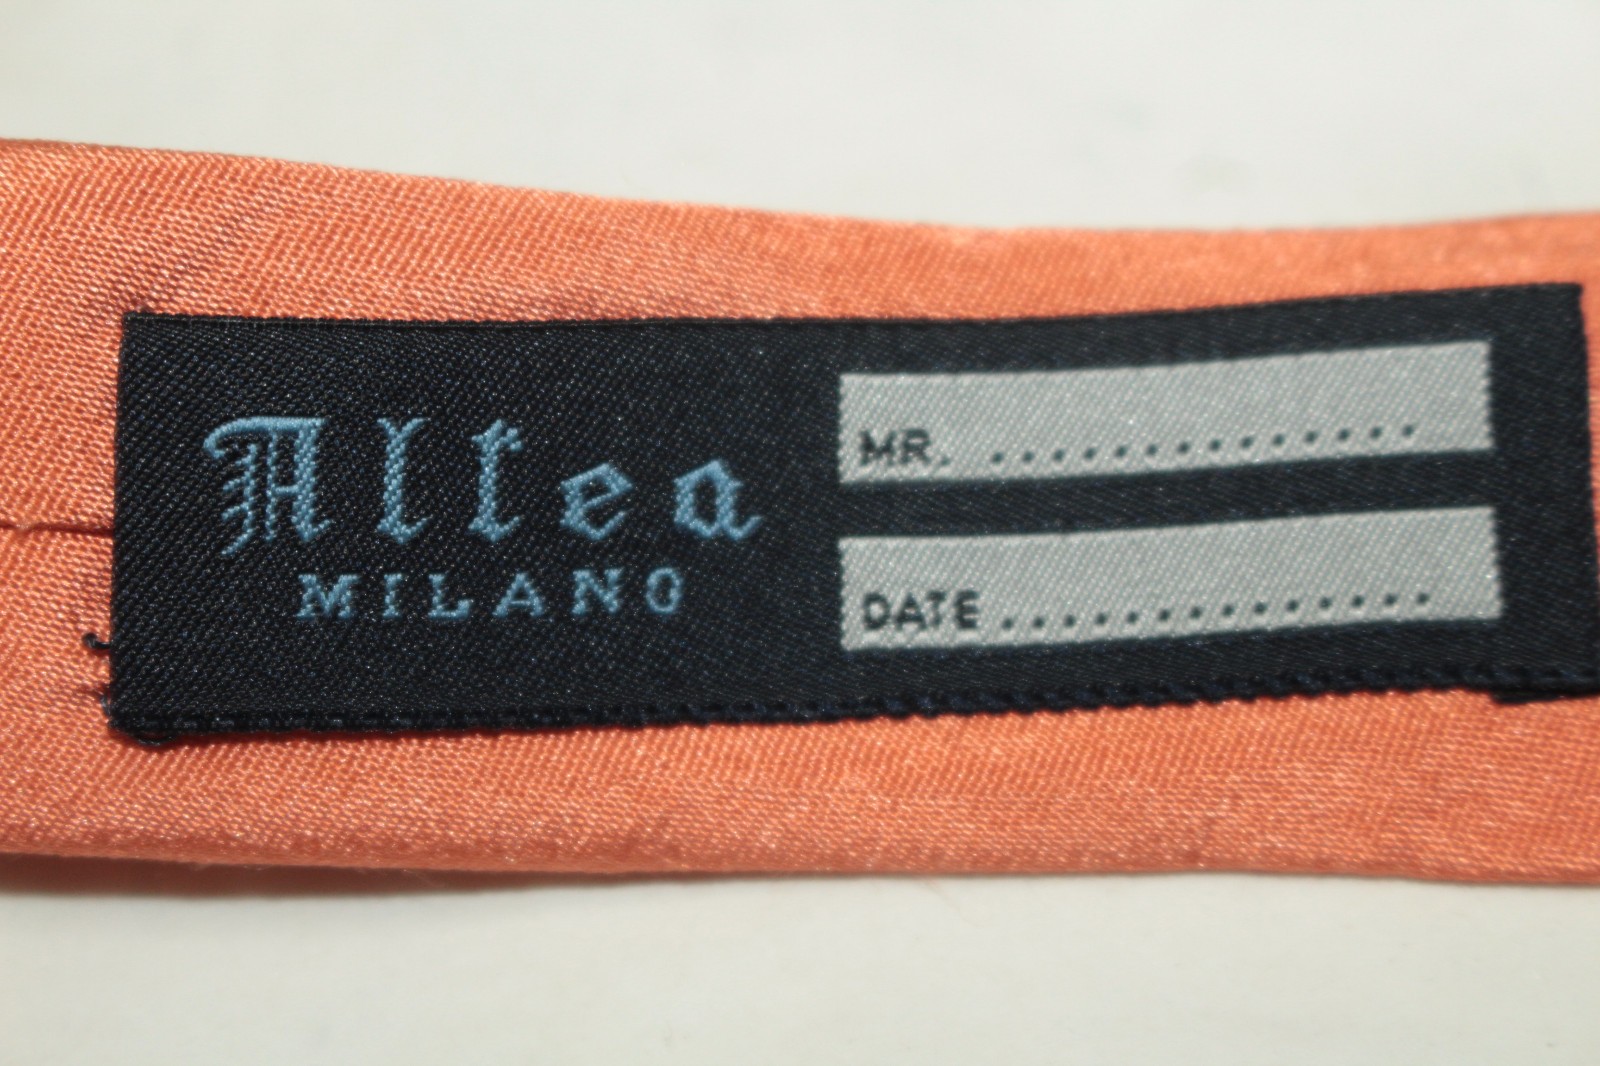 Altea
MILANO
MR. ...............
DATE ...............